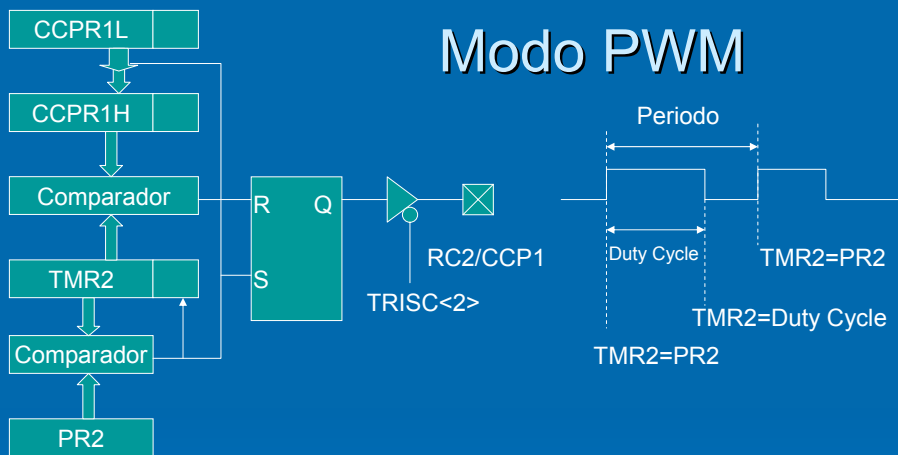 Modo PWM
CCPR1L
CCPR1H
Comparador
TMR2
Comparador
PR2
R
Q
S
RC2/CCP1
TRISC<2>
Periodo
Duty Cycle
TMR2=PR2
TMR2=Duty Cycle
TMR2=PR2